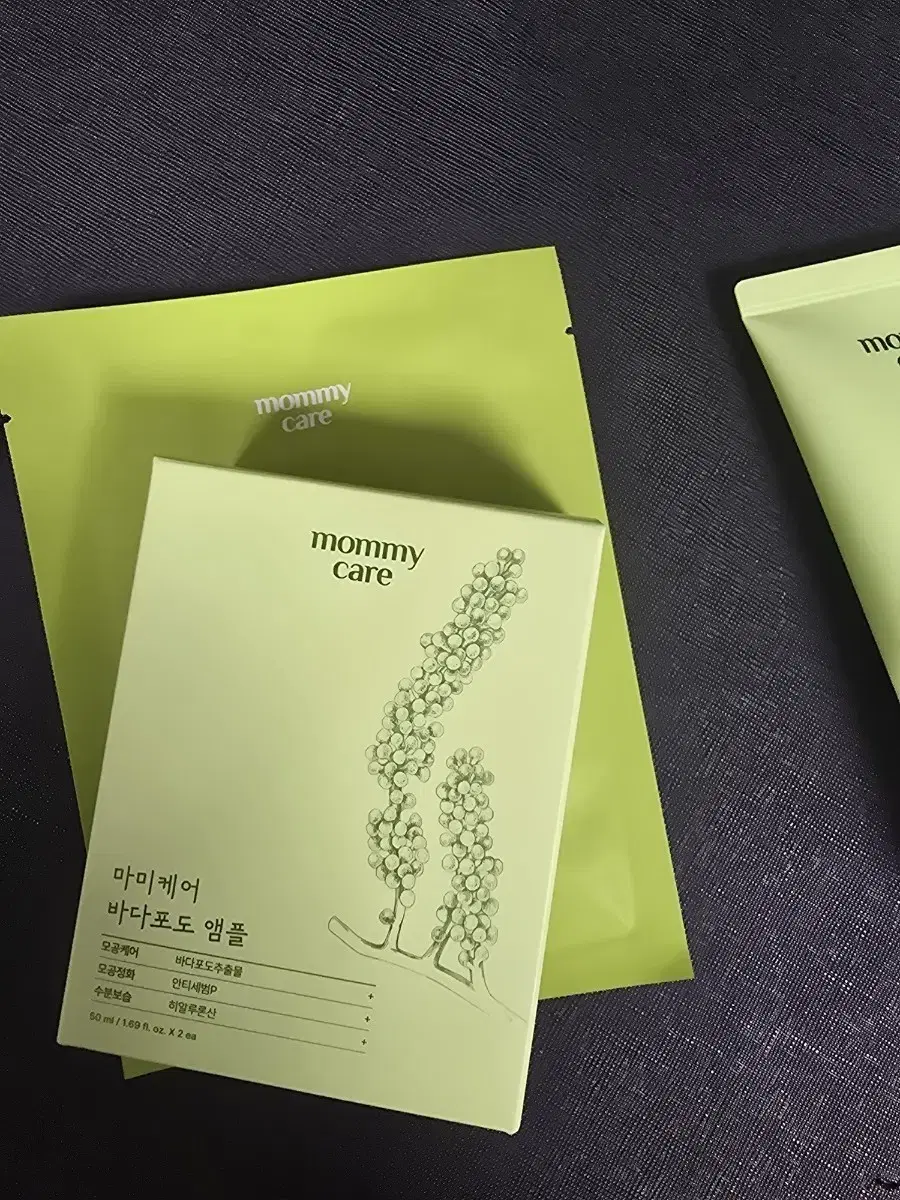 mommy
care
mommy
care
마미케어
바다포도 앰플
모공케어 바다포도추출물 +
모공정화 안티세범P +
수분보습 히알루론산 +
50 ml / 1.69 fl. oz. X 2 ea